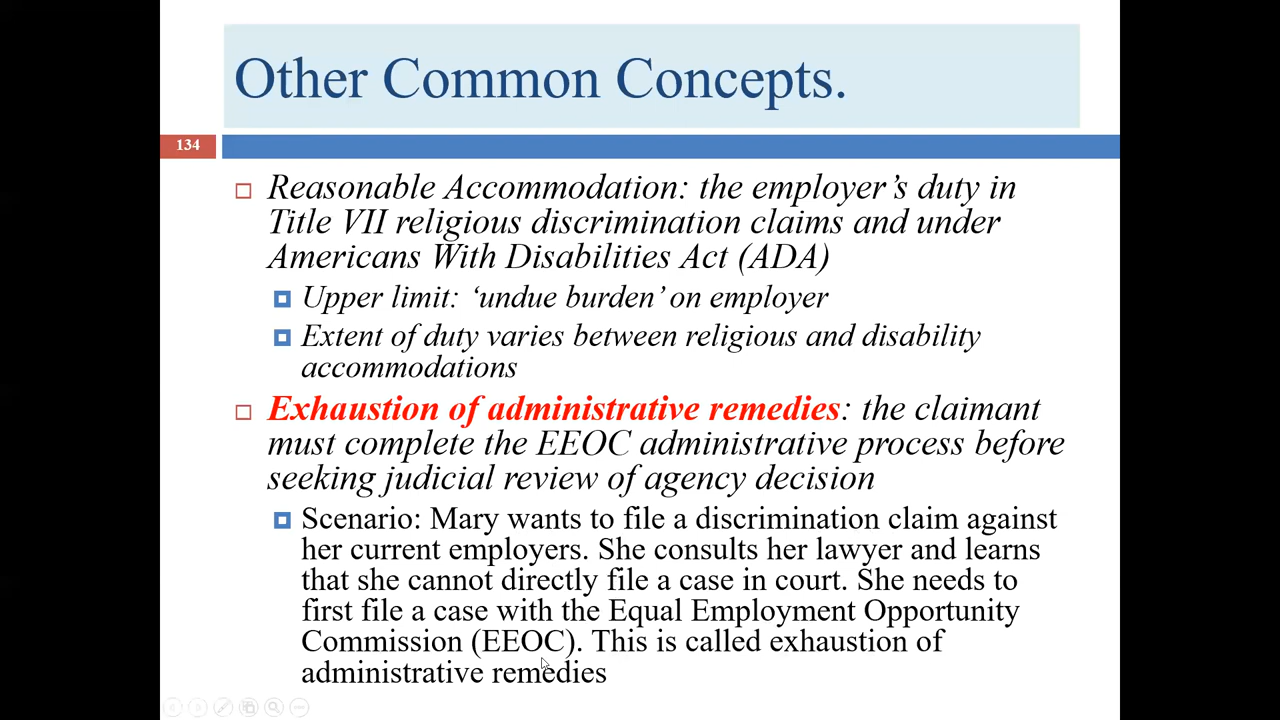 Other Common Concepts.
134
Reasonable Accommodation: the employer’s duty in
Title VII religious discrimination claims and under
Americans With Disabilities Act (ADA)
Upper limit: ‘undue burden’ on employer
Extent of duty varies between religious and disability
accommodations
Exhaustion of administrative remedies: the claimant
must complete the EEOC administrative process before
seeking judicial review of agency decision
Scenario: Mary wants to file a discrimination claim against
her current employers. She consults her lawyer and learns
that she cannot directly file a case in court. She needs to
first file a case with the Equal Employment Opportunity
Commission (EEOC). This is called exhaustion of
administrative remedies